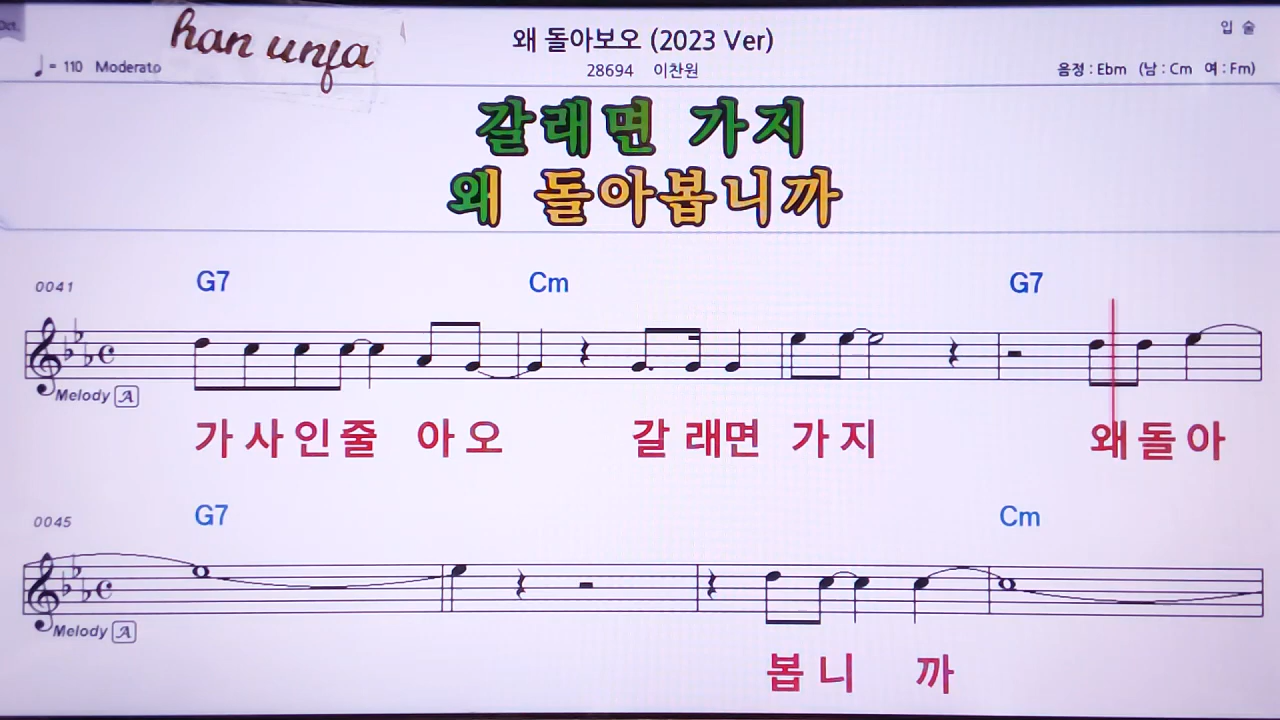 Oct.
han unja
왜 돌아보오 (2023 Ver)
입 술
♩= 110 Moderato
28694 이찬원
음정 : Ebm (남 : Cm 여 : Fm)
갈래면 가지
왜 돌아봅니까
0041
G7 Cm G7
Melody A
가 사 인 줄 아 오 갈 래면 가 지 왜 돌 아
0045
G7 Cm
Melody A
봅 니 까